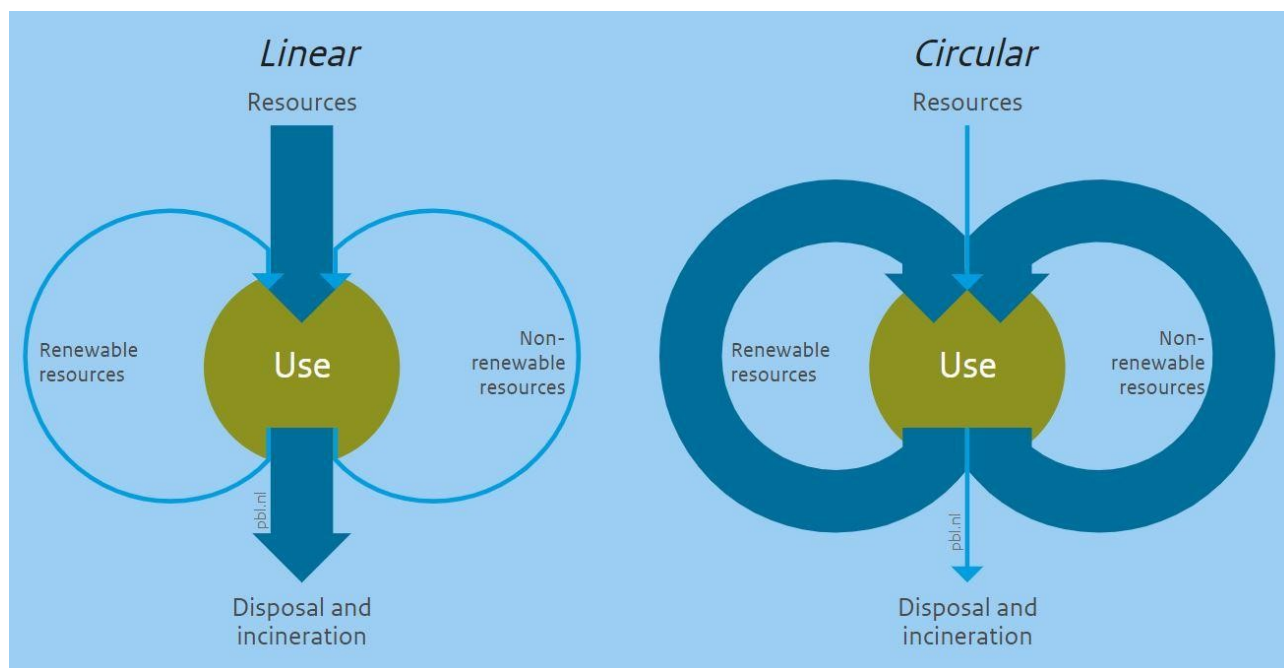 Linear
Resources
Renewable
resources
Use
Non-
renewable
resources
pbl.nl
Disposal and
incineration
Circular
Resources
Renewable
resources
Use
Non-
renewable
resources
pbl.nl
Disposal and
incineration